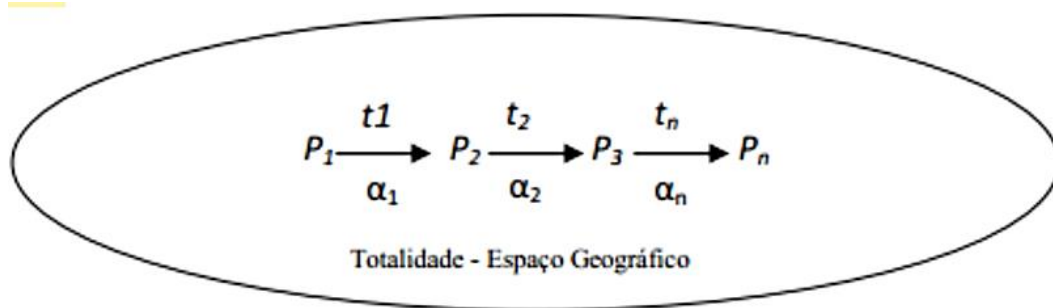 t1 t₂ tₙ
P₁ P₂ P₃ Pₙ
α₁ α₂ αₙ
Totalidade - Espaço Geográfico